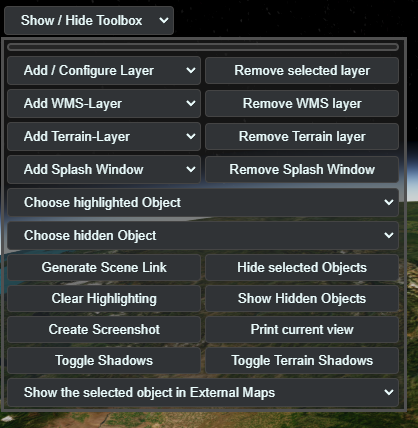 Show / Hide Toolbox
Add / Configure Layer
Remove selected layer
Add WMS-Layer
Remove WMS layer
Add Terrain-Layer
Remove Terrain layer
Add Splash Window
Remove Splash Window
Choose highlighted Object
Choose hidden Object
Generate Scene Link
Hide selected Objects
Clear Highlighting
Show Hidden Objects
Create Screenshot
Print current view
Toggle Shadows
Toggle Terrain Shadows
Show the selected object in External Maps